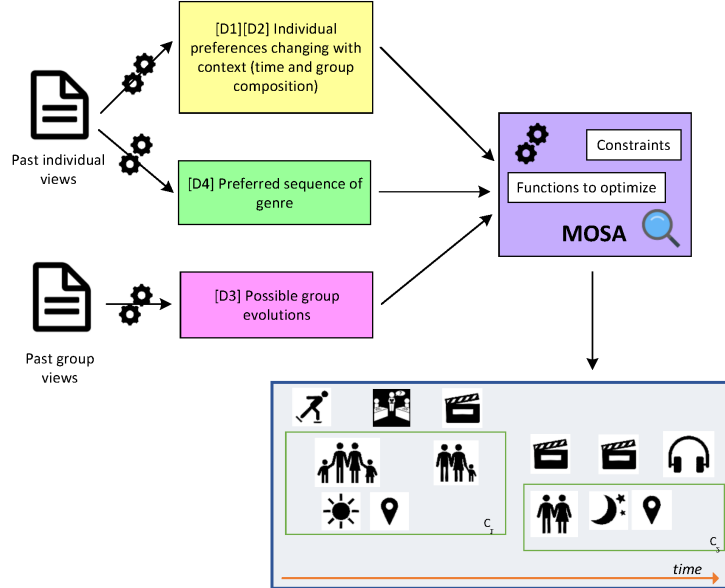 [D1][D2] Individual
preferences changing with
context (time and group
composition)
Past individual
views
[D4] Preferred sequence of
genre
Constraints
Functions to optimize
MOSA
[D3] Possible group
evolutions
Past group
views
C
C
time